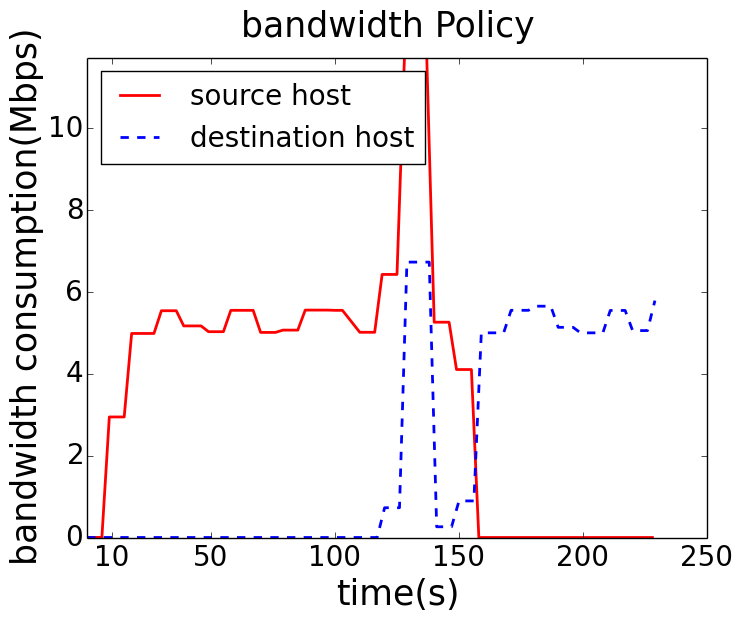 bandwidth Policy
source host
destination host
bandwidth consumption(Mbps)
10
8
6
4
2
0
10 50 100 150 200 250
time(s)